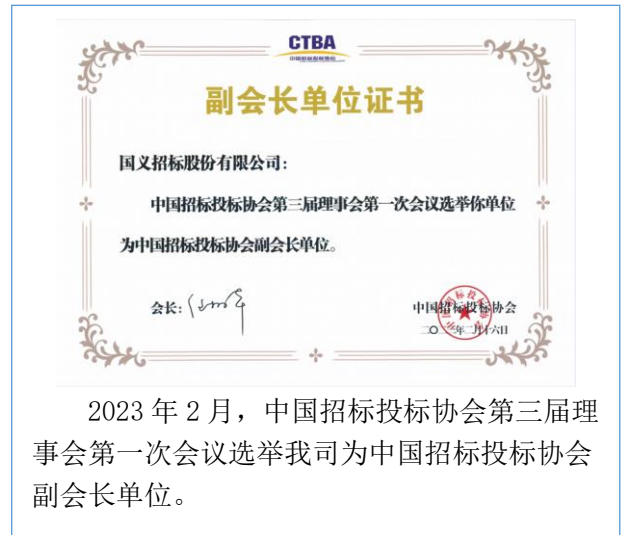 CTBA
副会长单位证书
国义招标股份有限公司：
中国招标投标协会第三届理事会第一次会议选举你单位
为中国招标投标协会副会长单位。
会长：
中国招标投标协会
2023 年 2 月，中国招标投标协会第三届理
事会第一次会议选举我司为中国招标投标协会
副会长单位。